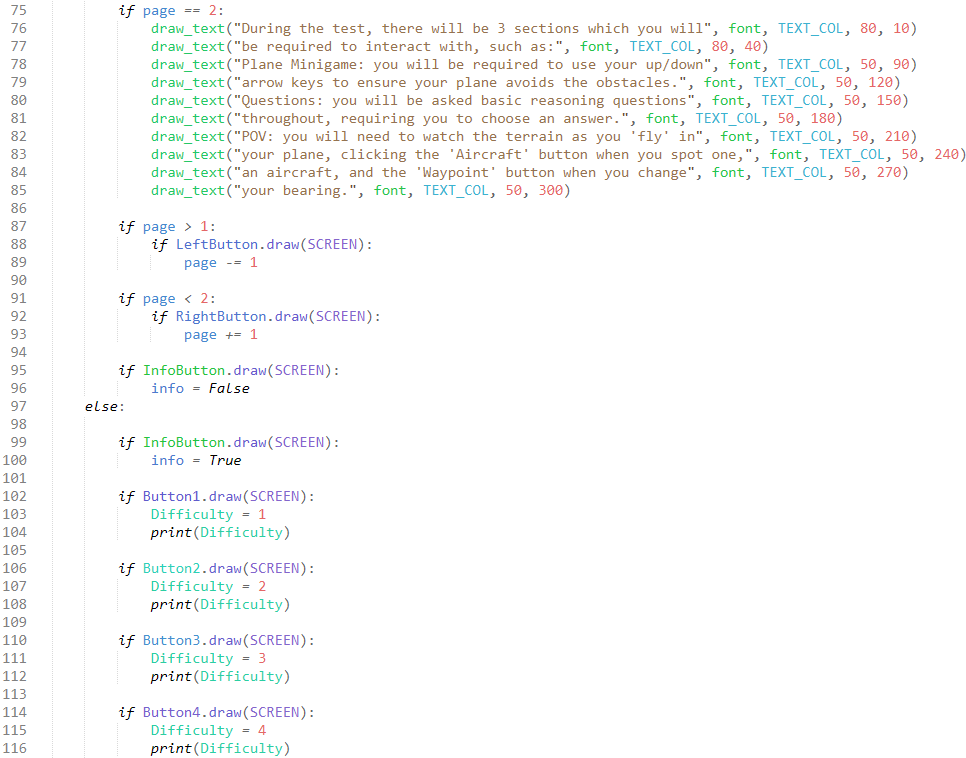 75 if page == 2:
76 draw_text("During the test, there will be 3 sections which you will", font, TEXT_COL, 80, 10)
77 draw_text("be required to interact with, such as:", font, TEXT_COL, 80, 40)
78 draw_text("Plane Minigame: you will be required to use your up/down", font, TEXT_COL, 50, 90)
79 draw_text("arrow keys to ensure your plane avoids the obstacles.", font, TEXT_COL, 50, 120)
80 draw_text("Questions: you will be asked basic reasoning questions", font, TEXT_COL, 50, 150)
81 draw_text("throughout, requiring you to choose an answer.", font, TEXT_COL, 50, 180)
82 draw_text("POV: you will need to watch the terrain as you 'fly' in", font, TEXT_COL, 50, 210)
83 draw_text("your plane, clicking the 'Aircraft' button when you spot one,", font, TEXT_COL, 50, 240)
84 draw_text("an aircraft, and the 'Waypoint' button when you change", font, TEXT_COL, 50, 270)
85 draw_text("your bearing.", font, TEXT_COL, 50, 300)
86
87 if page > 1:
88 if LeftButton.draw(SCREEN):
89 page -= 1
90
91 if page < 2:
92 if RightButton.draw(SCREEN):
93 page += 1
94
95 if InfoButton.draw(SCREEN):
96 info = False
97 else:
98
99 if InfoButton.draw(SCREEN):
100 info = True
101
102 if Button1.draw(SCREEN):
103 Difficulty = 1
104 print(Difficulty)
105
106 if Button2.draw(SCREEN):
107 Difficulty = 2
108 print(Difficulty)
109
110 if Button3.draw(SCREEN):
111 Difficulty = 3
112 print(Difficulty)
113
114 if Button4.draw(SCREEN):
115 Difficulty = 4
116 print(Difficulty)